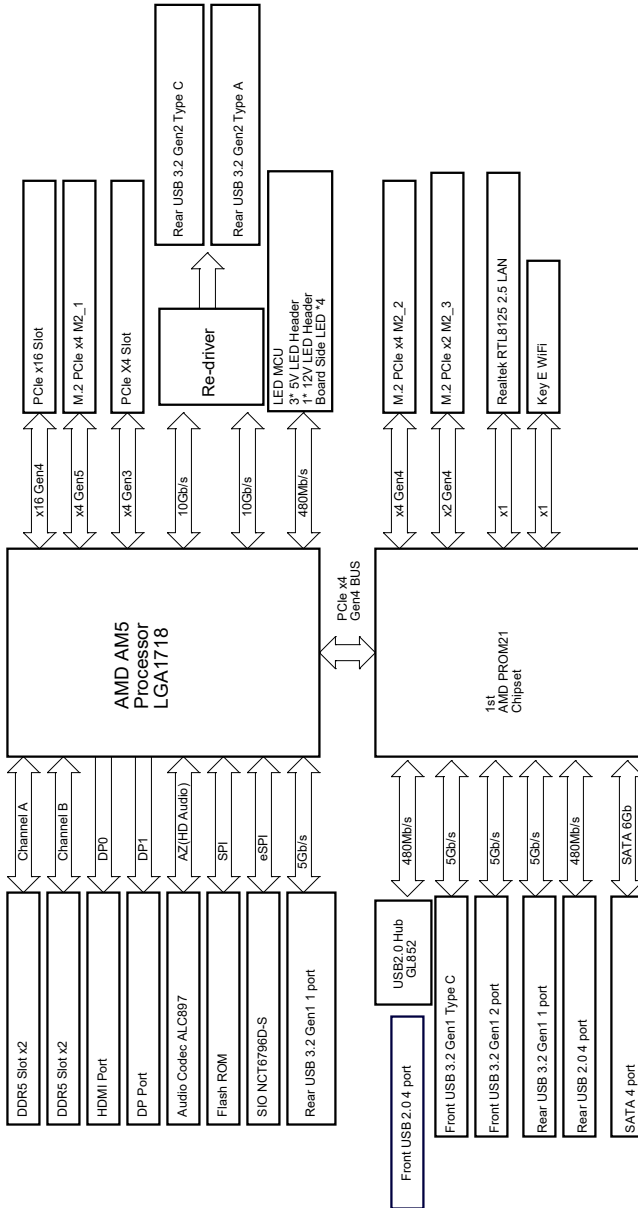 DDR5 Slot x2
DDR5 Slot x2
HDMI Port
DP Port
Audio Codec ALC897
Flash ROM
SIO NCT6796D-S
Rear USB 3.2 Gen1 1 port
Channel A
Channel B
DP0
DP1
AZ(HD Audio)
SPI
eSPI
5Gb/s
AMD AM5
Processor
LGA1718
x16 Gen4
x4 Gen5
x4 Gen3
10Gb/s
10Gb/s
480Mb/s
PCIe x16 Slot
M.2 PCIe x4 M2_1
PCIe X4 Slot
Re-driver
Rear USB 3.2 Gen2 Type C
Rear USB 3.2 Gen2 Type A
LED MCU
3* 5V LED Header
1* 12V LED Header
Board Side LED *4
PCIe x4
Gen4 BUS
Front USB 2.0 4 port
USB2.0 Hub
GL852
Front USB 3.2 Gen1 Type C
Front USB 3.2 Gen1 2 port
Rear USB 3.2 Gen1 1 port
Rear USB 2.0 4 port
SATA 4 port
480Mb/s
5Gb/s
5Gb/s
5Gb/s
480Mb/s
SATA 6Gb
1st
AMD PROM21
Chipset
x4 Gen4
x2 Gen4
x1
x1
M.2 PCIe x4 M2_2
M.2 PCIe x2 M2_3
Realtek RTL8125 2.5 LAN
Key E WiFi